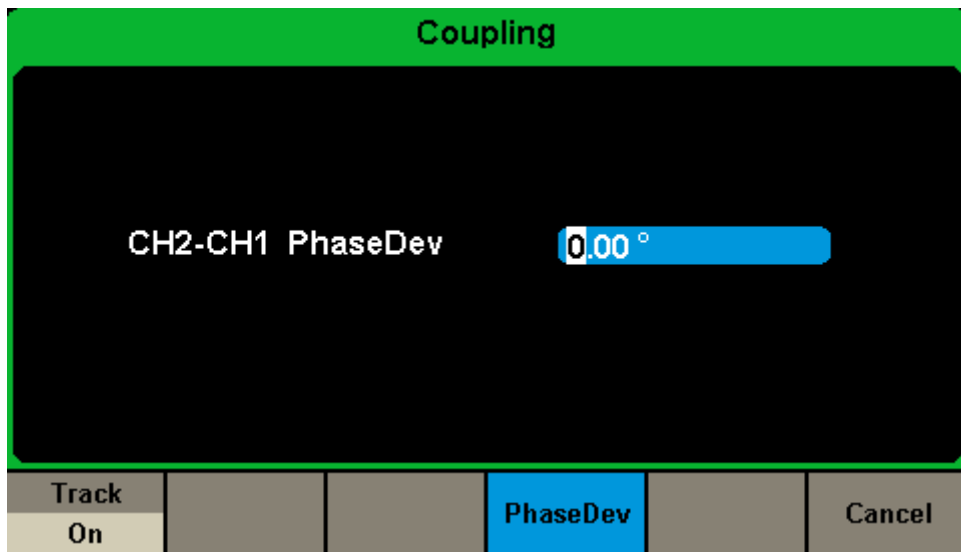 Coupling
CH2-CH1 PhaseDev 0.00 °
Track
On
PhaseDev
Cancel